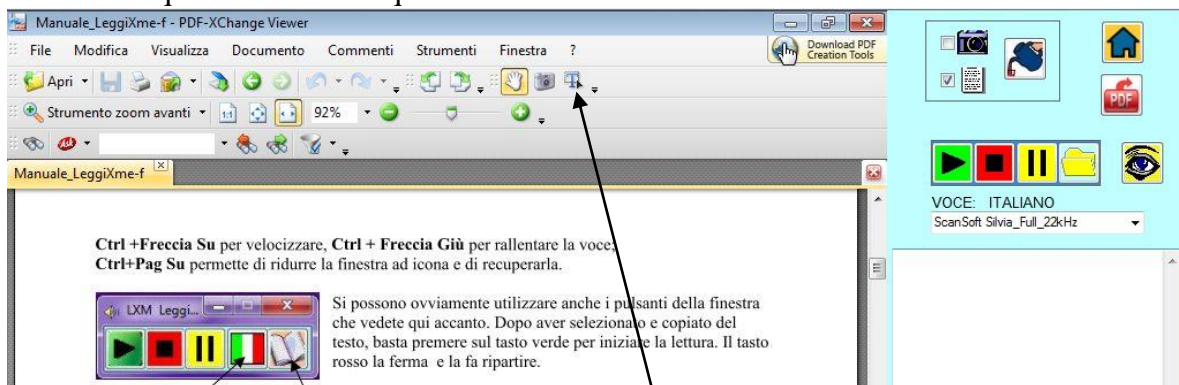 Manuale_LeggiXme-f - PDF-XChange Viewer
File Modifica Visualizza Documento Commenti Strumenti Finestra ?
Download PDF
Creation Tools
Apri
Strumento zoom avanti 1:1 92%
Manuale_LeggiXme-f
Ctrl +Freccia Su per velocizzare, Ctrl + Freccia Giù per rallentare la voce;
Ctrl+Pag Su permette di ridurre la finestra ad icona e di recuperarla.
LXM Leggi...
Si possono ovviamente utilizzare anche i pulsanti della finestra
che vedete qui accanto. Dopo aver selezionato e copiato del
testo, basta premere sul tasto verde per iniziare la lettura. Il tasto
rosso la ferma e la fa ripartire.
PDF
VOCE: ITALIANO
ScanSoft Silvia_Full_22kHz